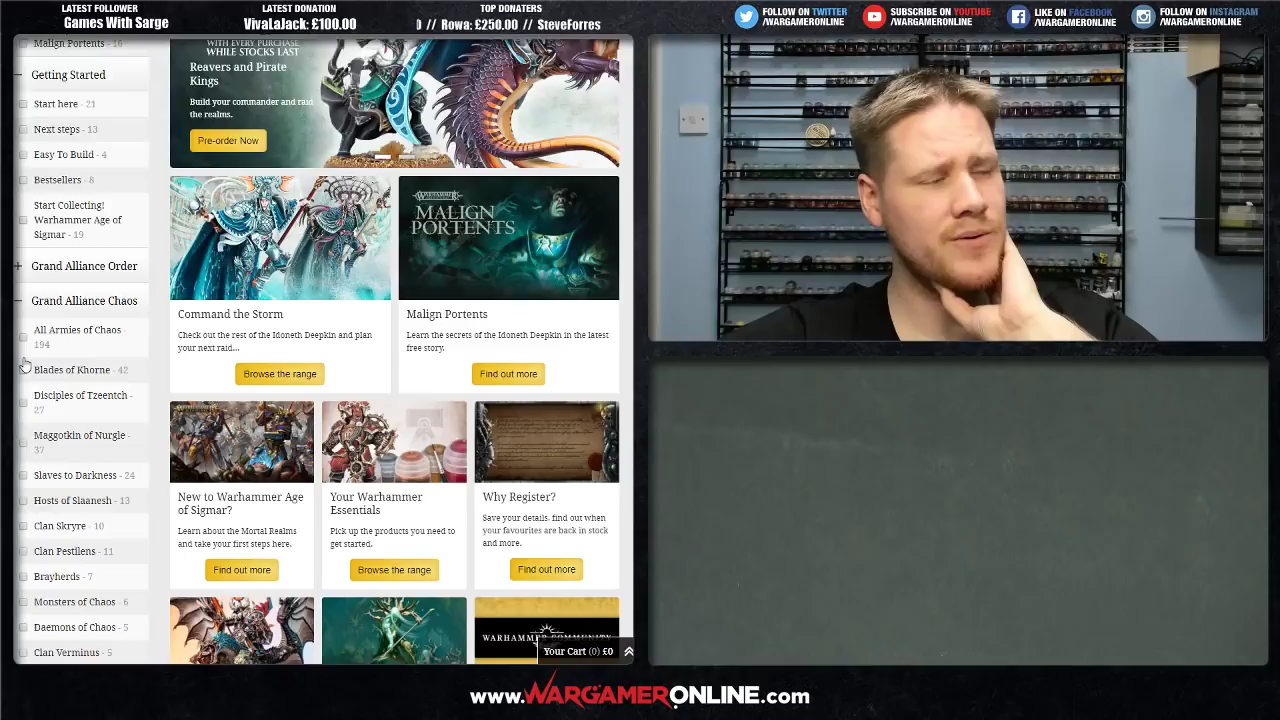 LATEST FOLLOWER
Games With Sarge
LATEST DONATION
VivaLaJack: £100.00
TOP DONATERS
// Rowa: £250.00 // SteveForres
FOLLOW ON TWITTER
/WARGAMERONLINE
SUBSCRIBE ON YOUTUBE
/WARGAMERONLINE
LIKE ON FACEBOOK
/WARGAMERONLINE
FOLLOW ON INSTAGRAM
/WARGAMERONLINE
Malign Portents - 16
Getting Started
Start here - 21
Next steps - 13
Easy To Build - 4
Bestsellers - 8
Start Collecting!
Warhammer Age of
Sigmar - 19
Grand Alliance Order
Grand Alliance Chaos
All Armies of Chaos -
194
Blades of Khorne - 42
Disciples of Tzeentch -
27
Maggotkin of Nurgle -
37
Slaves to Darkness - 24
Hosts of Slaanesh - 13
Clan Skryre - 10
Clan Pestilens - 11
Brayherds - 7
Monsters of Chaos - 6
Daemons of Chaos - 5
Clan Verminus - 5
WITH EVERY PURCHASE
WHILE STOCKS LAST
Reavers and Pirate
Kings
Build your commander and raid
the realms.
Pre-order Now
WARHAMMER
MALIGN
PORTENTS
Command the Storm
Check out the rest of the Idoneth Deepkin and plan
your next raid...
Browse the range
Malign Portents
Learn the secrets of the Idoneth Deepkin in the latest
free story.
Find out more
New to Warhammer Age
of Sigmar?
Learn about the Mortal Realms
and take your first steps here.
Find out more
Your Warhammer
Essentials
Pick up the products you need to
get started.
Browse the range
Why Register?
Save your details, find out when
your favourites are back in stock
and more.
Find out more
WARHAMMER COMMUNITY
Your Cart (0) £0
www.WARGAMERONLINE.com